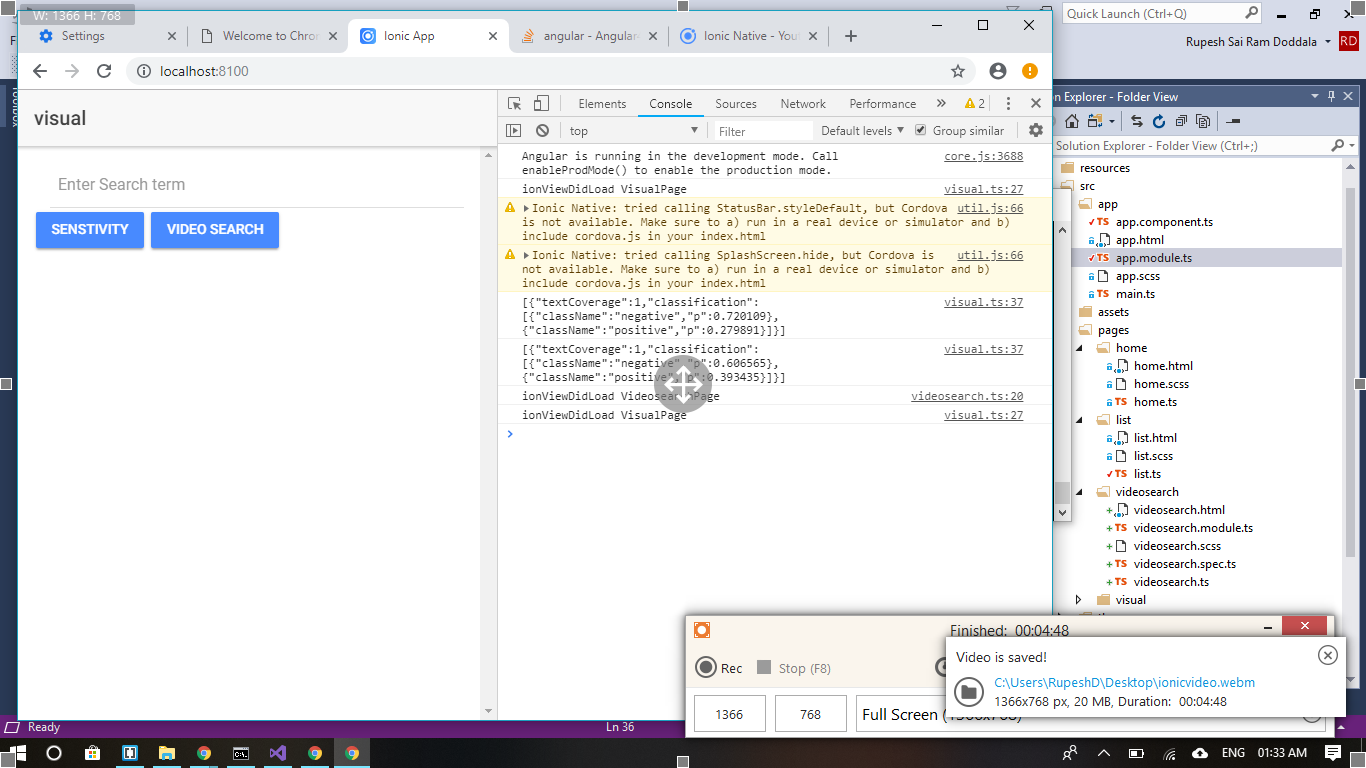 W: 1366 H: 768
Quick Launch (Ctrl+Q)
Settings
Welcome to Chron
Ionic App
angular - Angular
Ionic Native - You
Rupesh Sai Ram Doddala
RD
localhost:8100
Explorer - Folder View
visual
Elements Console Sources Network Performance » 2
top
Filter
Default levels
Group similar
Solution Explorer - Folder View (Ctrl+;)
Enter Search term
SENSTIVITY
VIDEO SEARCH
Angular is running in the development mode. Call core.js:3688
enableProdMode() to enable the production mode.
ionViewDidLoad VisualPage visual.ts:27
Ionic Native: tried calling StatusBar.styleDefault, but Cordova util.js:66
is not available. Make sure to a) run in a real device or simulator and b)
include cordova.js in your index.html
Ionic Native: tried calling SplashScreen.hide, but Cordova is util.js:66
not available. Make sure to a) run in a real device or simulator and b)
include cordova.js in your index.html
[{"textCoverage":1,"classification": visual.ts:37
[{"className":"negative","p":0.720109},
{"className":"positive","p":0.279891}]}]
[{"textCoverage":1,"classification": visual.ts:37
[{"className":"negative","p":0.606565},
{"className":"positive","p":0.393435}]}]
ionViewDidLoad VideosearchPage videosearch.ts:20
ionViewDidLoad VisualPage visual.ts:27
resources
src
app
TS app.component.ts
app.html
TS app.module.ts
app.scss
TS main.ts
assets
pages
home
home.html
home.scss
TS home.ts
list
list.html
list.scss
TS list.ts
videosearch
videosearch.html
TS videosearch.module.ts
videosearch.scss
TS videosearch.spec.ts
TS videosearch.ts
visual
Finished: 00:04:48
Rec
Stop (F8)
Video is saved!
C:\Users\RupeshD\Desktop\ionicvideo.webm
1366x768 px, 20 MB, Duration: 00:04:48
1366
768
Full Screen (1366x768)
Ready
Ln 36
ENG
01:33 AM